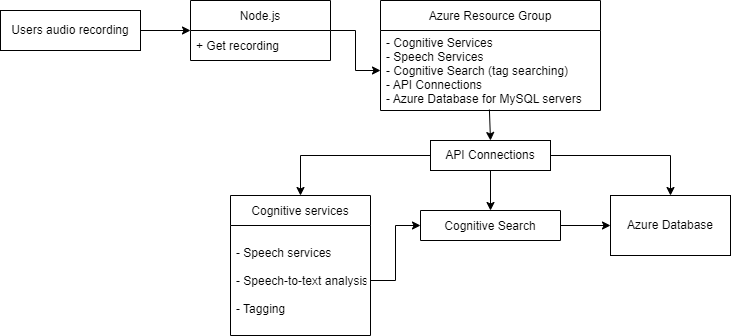 Users audio recording
Node.js
+ Get recording
Azure Resource Group
- Cognitive Services
- Speech Services
- Cognitive Search (tag searching)
- API Connections
- Azure Database for MySQL servers
API Connections
Cognitive services
- Speech services
- Speech-to-text analysis
- Tagging
Cognitive Search
Azure Database